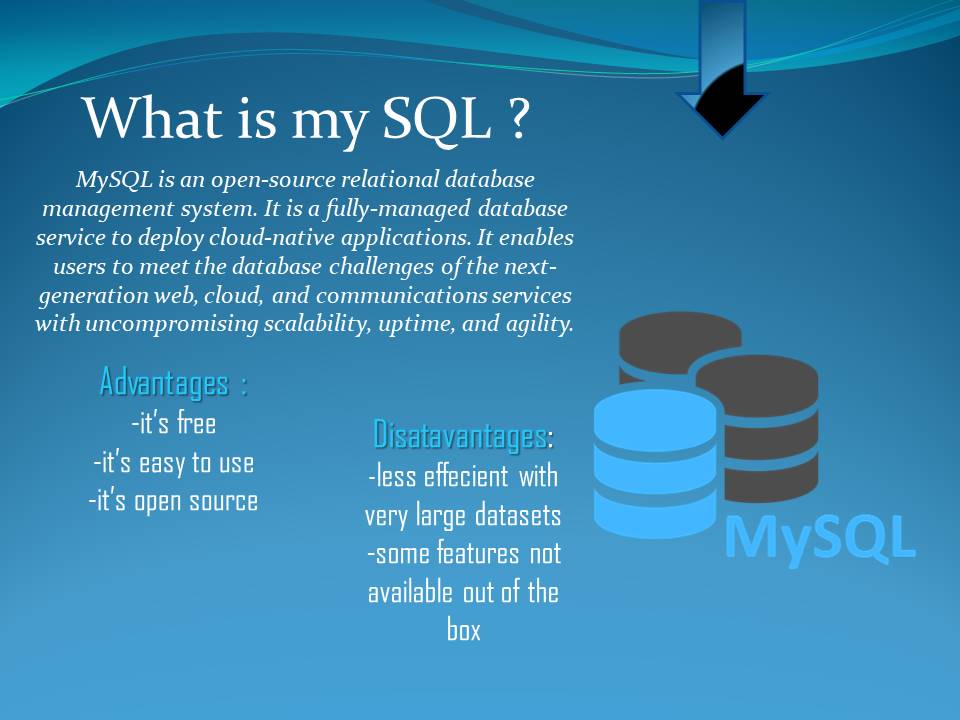 What is my SQL ?
MySQL is an open-source relational database
management system. It is a fully-managed database
service to deploy cloud-native applications. It enables
users to meet the database challenges of the next-
generation web, cloud, and communications services
with uncompromising scalability, uptime, and agility.
Advantages :
-it's free
-it's easy to use
-it's open source
Disatavantages:
-less effecient with
very large datasets
-some features not
available out of the
box
MySQL